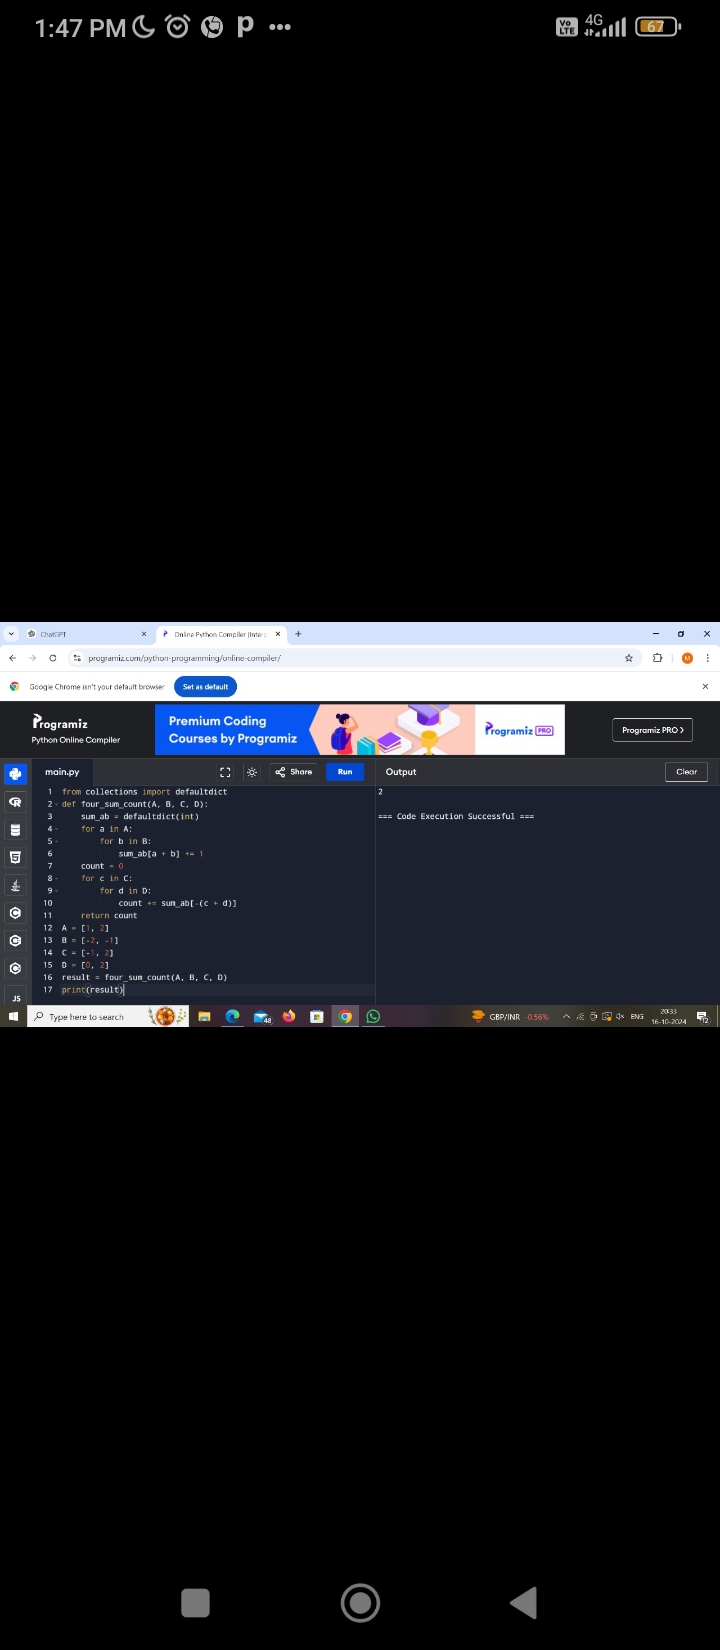 1:47 PM
Vo LTE 4G 67
ChatGPT
Online Python Compiler (Inter
programiz.com/python-programming/online-compiler/
M
Google Chrome isn't your default browser
Set as default
Programiz
Python Online Compiler
Premium Coding
Courses by Programiz
Programiz PRO
Programiz PRO
main.py
Share
Run
Output
Clear
1 from collections import defaultdict
2 def four_sum_count(A, B, C, D):
3 sum_ab = defaultdict(int)
4 for a in A:
5 for b in B:
6 sum_ab[a + b] += 1
7 count = 0
8 for c in C:
9 for d in D:
10 count += sum_ab[-(c + d)]
11 return count
12 A = [1, 2]
13 B = [-2, -1]
14 C = [-1, 2]
15 D = [0, 2]
16 result = four_sum_count(A, B, C, D)
17 print(result)
2
=== Code Execution Successful ===
JS
Type here to search
48
GBP/INR -0.56%
ENG
20:33
16-10-2024